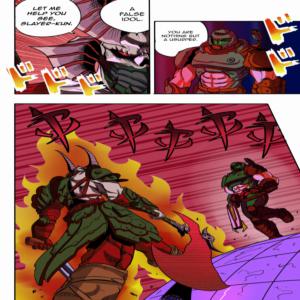 LET ME
HELP YOU
SEE,
SLAYER-KUN.
A
FALSE
IDOL.
YOU ARE
NOTHING BUT
A USURPER.